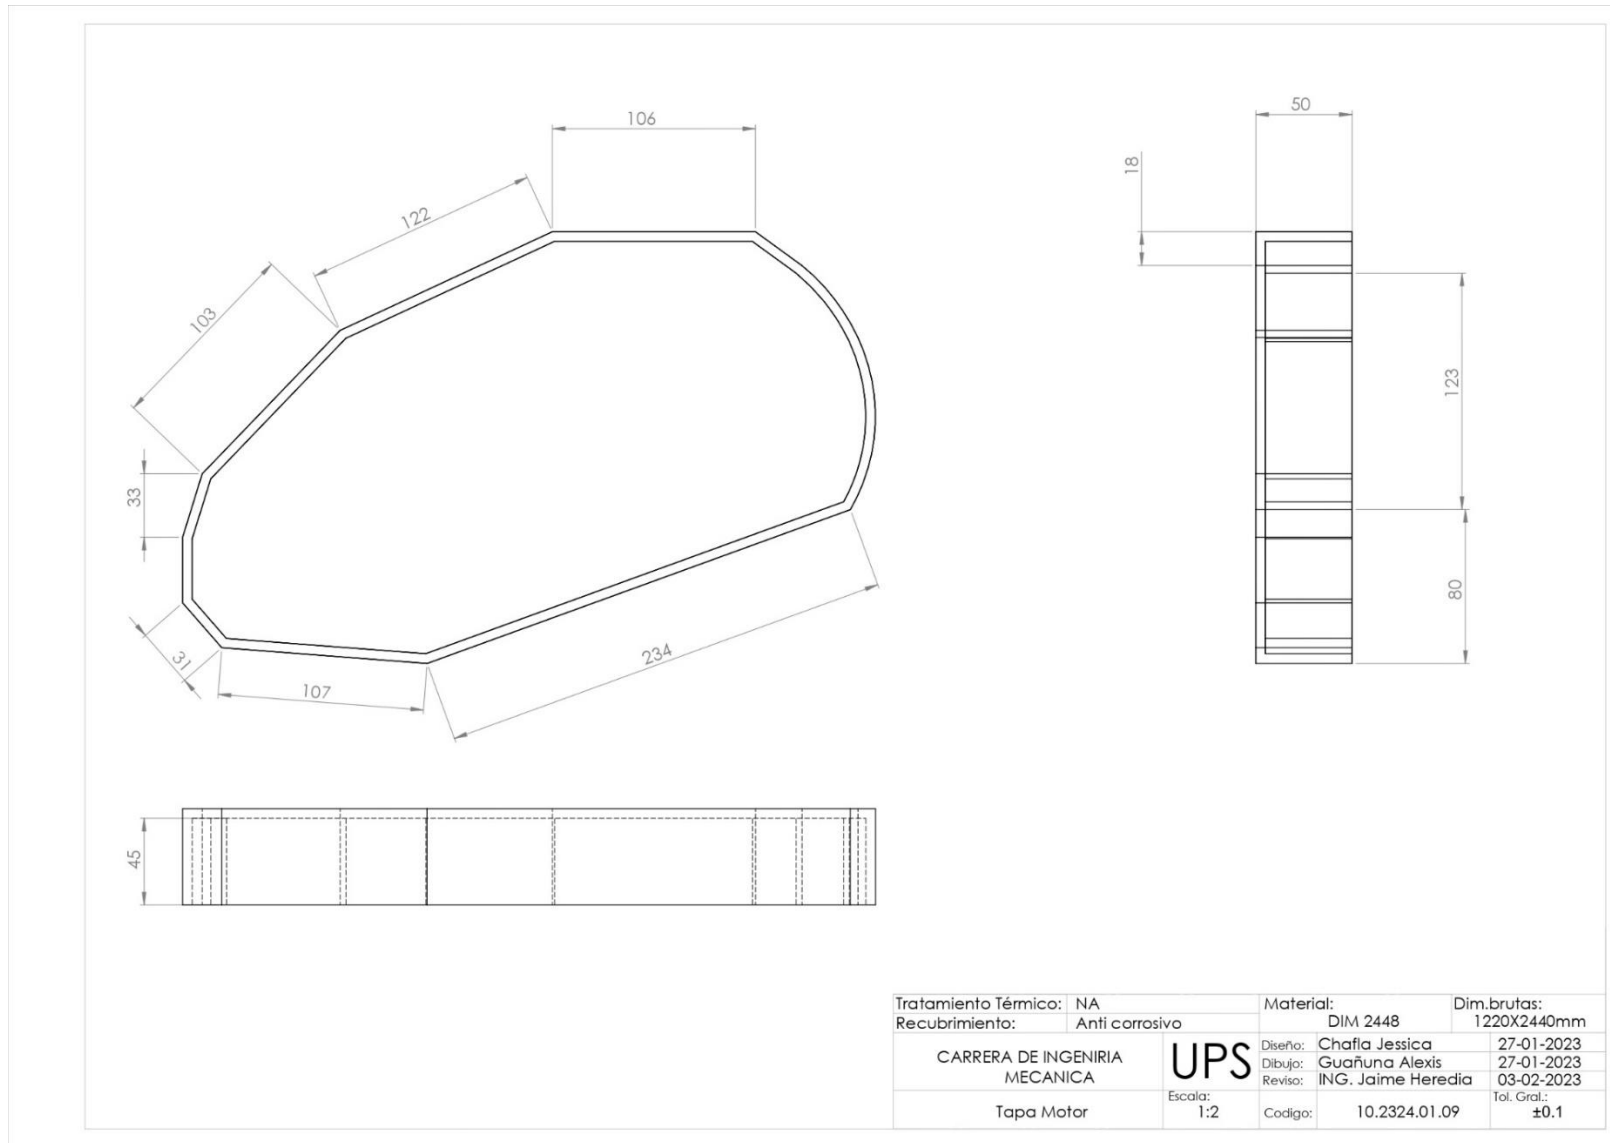 106
50
18
122
103
123
33
80
31
107
234
45
Tratamiento Térmico: NA
Recubrimiento: Anti corrosivo
Material:
DIM 2448
Dim.brutas:
1220X2440mm
CARRERA DE INGENIRIA
MECANICA
UPS
Diseño: Chafla Jessica 27-01-2023
Dibujo: Guañuna Alexis 27-01-2023
Reviso: ING. Jaime Heredia 03-02-2023
Tapa Motor
Escala:
1:2
Codigo: 10.2324.01.09
Tol. Gral.:
±0.1